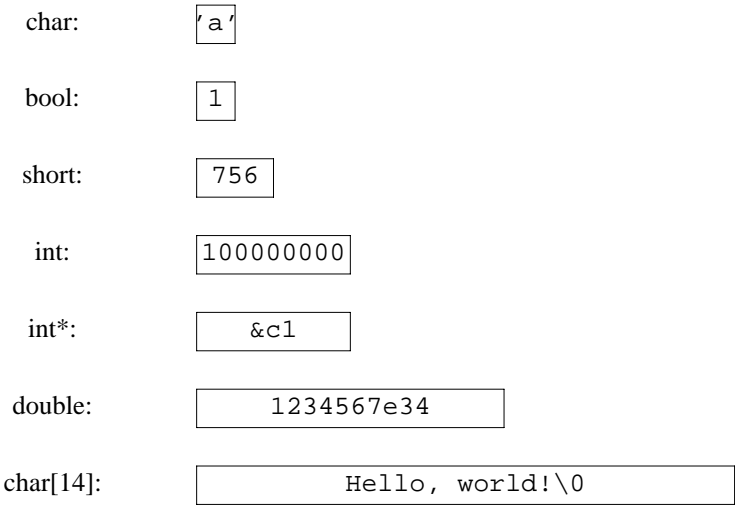 char: 'a'
bool: 1
short: 756
int: 100000000
int*: &c1
double: 1234567e34
char[14]: Hello, world!\0